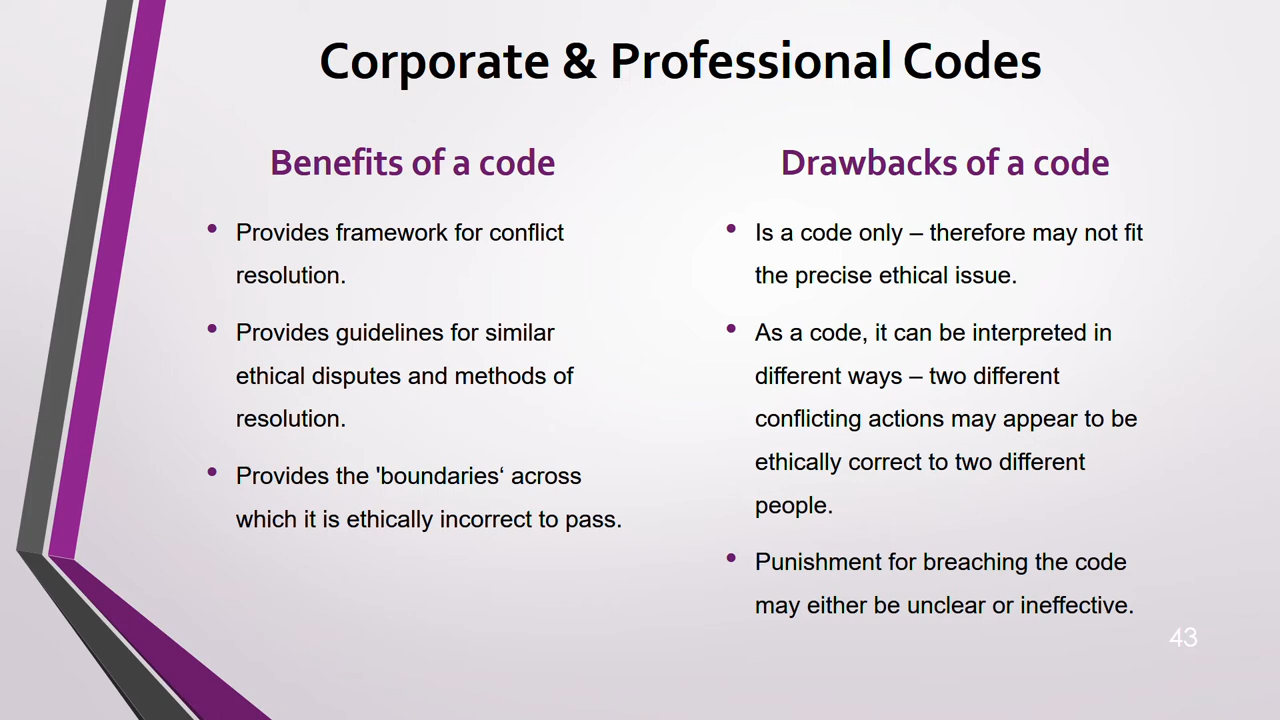 Corporate & Professional Codes
Benefits of a code
• Provides framework for conflict
resolution.
• Provides guidelines for similar
ethical disputes and methods of
resolution.
• Provides the 'boundaries‘ across
which it is ethically incorrect to pass.
Drawbacks of a code
• Is a code only – therefore may not fit
the precise ethical issue.
• As a code, it can be interpreted in
different ways – two different
conflicting actions may appear to be
ethically correct to two different
people.
• Punishment for breaching the code
may either be unclear or ineffective.
43